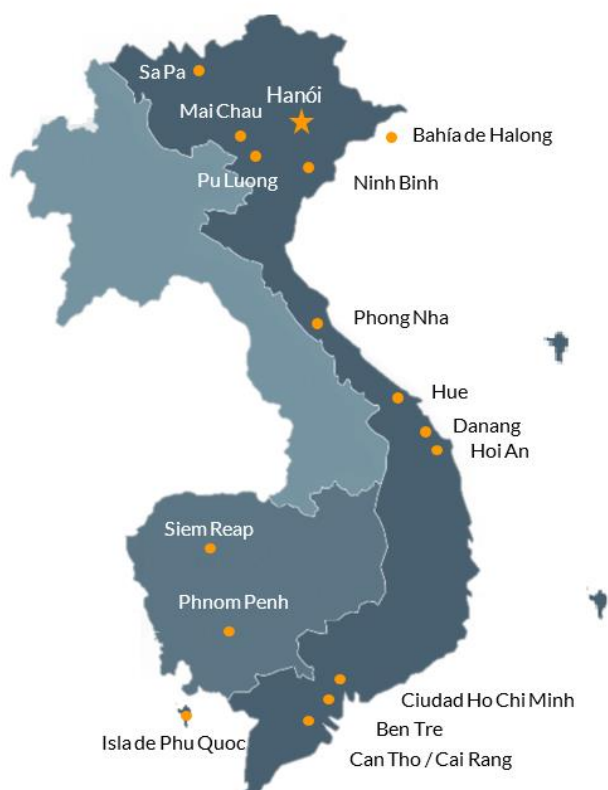 Sa Pa
Hanói
Mai Chau
Bahía de Halong
Pu Luong
Ninh Binh
Phong Nha
Hue
Danang
Hoi An
Siem Reap
Phnom Penh
Ciudad Ho Chi Minh
Ben Tre
Isla de Phu Quoc
Can Tho / Cai Rang